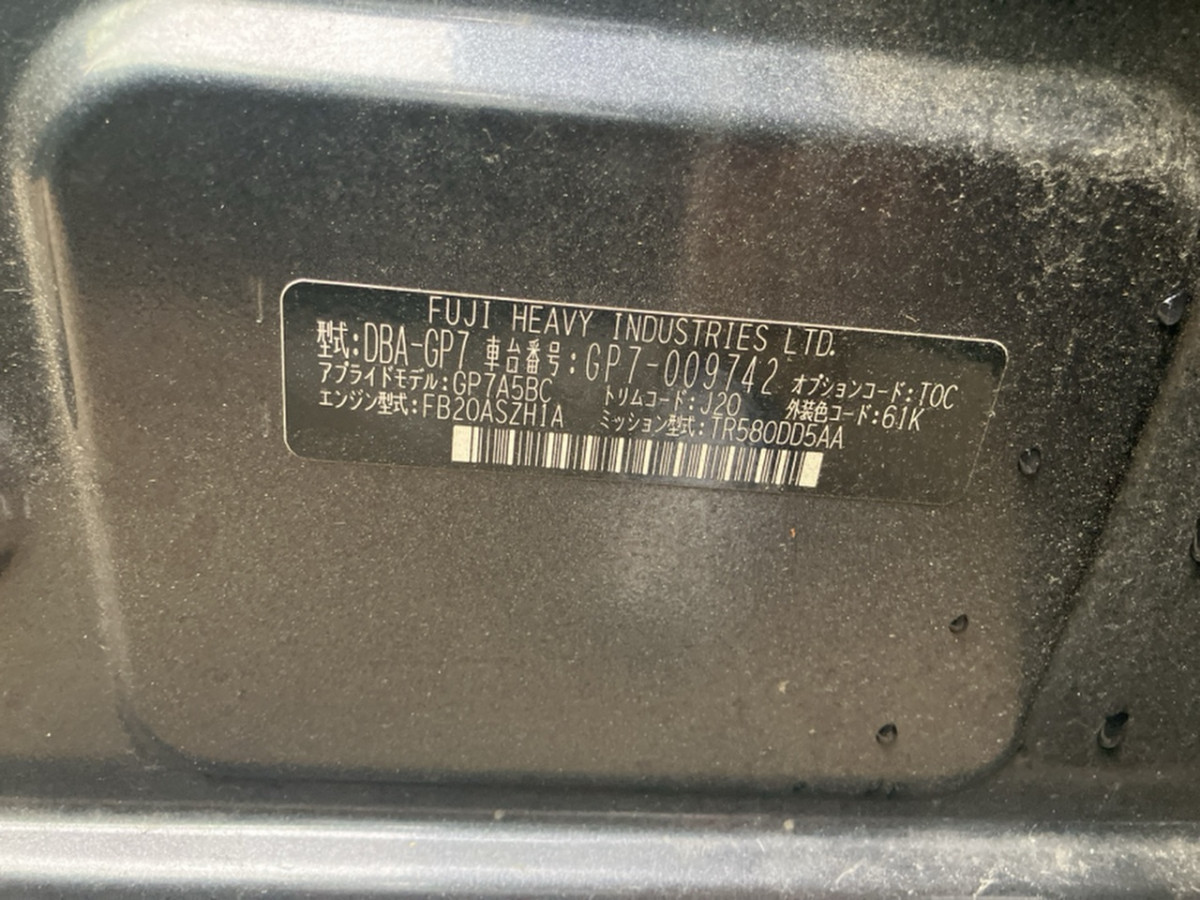 FUJI HEAVY INDUSTRIES LTD.
型式:DBA-GP7 車台番号:GP7-009742 オプションコード:TOC
アプライドモデル:GP7A5BC トリムコード:J20 外装色コード:61K
エンジン型式:FB20ASZH1A ミッション型式:TR580DD5AA